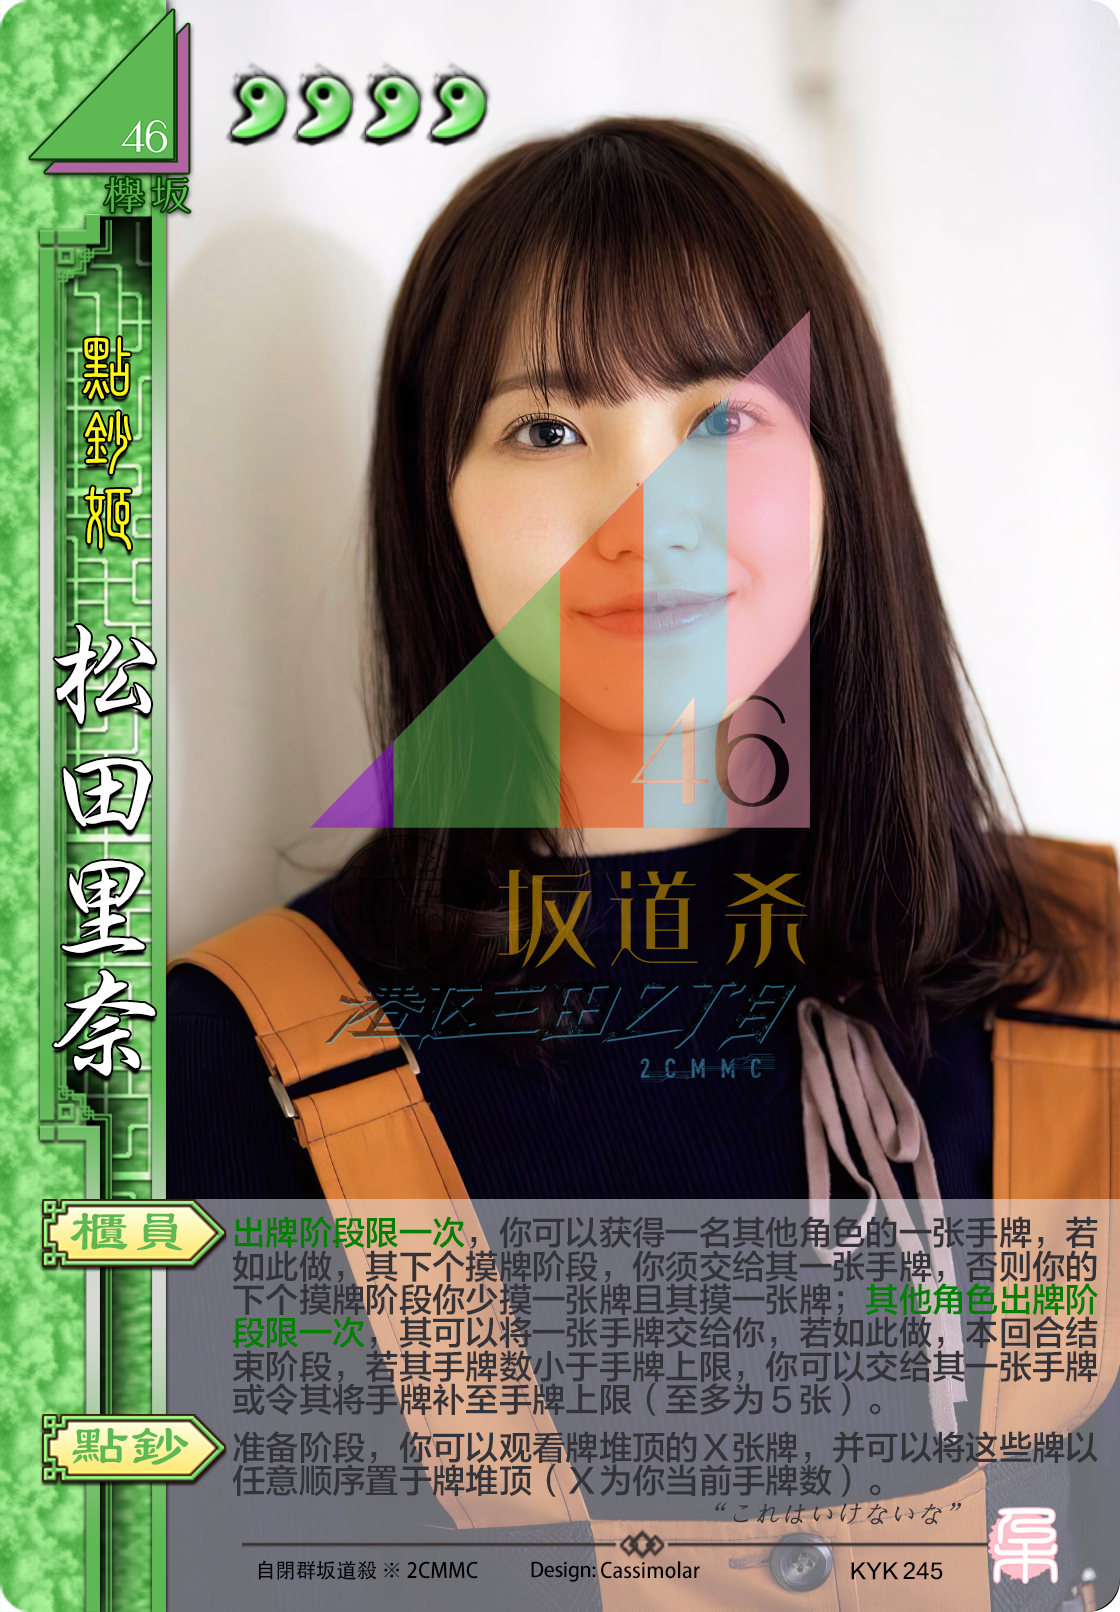 46
欅坂
點鈔姬
松田里奈
46
坂道杀
港区三田2丁目
2CMMC
櫃員
出牌阶段限一次，你可以获得一名其他角色的一张手牌，若
如此做，其下个摸牌阶段，你须交给其一张手牌，否则你的
下个摸牌阶段你少摸一张牌且其摸一张牌；其他角色出牌阶
段限一次，其可以将一张手牌交给你，若如此做，本回合结
束阶段，若其手牌数小于手牌上限，你可以交给其一张手牌
或令其将手牌补至手牌上限（至多为５张）。
點鈔
准备阶段，你可以观看牌堆顶的Ｘ张牌，并可以将这些牌以
任意顺序置于牌堆顶（Ｘ为你当前手牌数）。
“これはいけないな”
自閉群坂道殺 ※ 2CMMC Design: Cassimolar KYK 245